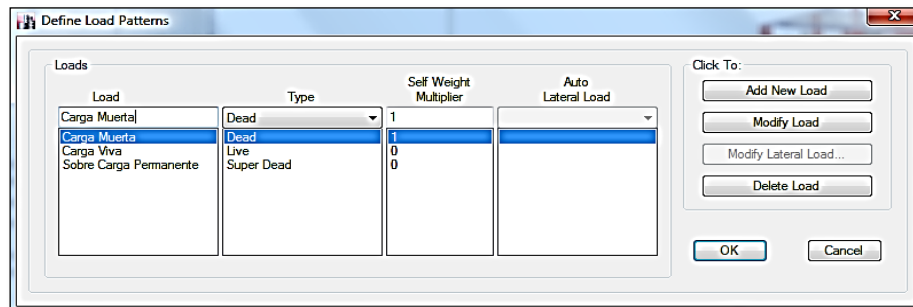 Define Load Patterns
Loads
Click To:
Load Type Self Weight Multiplier Auto Lateral Load
Carga Muerta Dead 1
Carga Muerta Dead 1
Carga Viva Live 0
Sobre Carga Permanente Super Dead 0
Add New Load
Modify Load
Modify Lateral Load...
Delete Load
OK Cancel